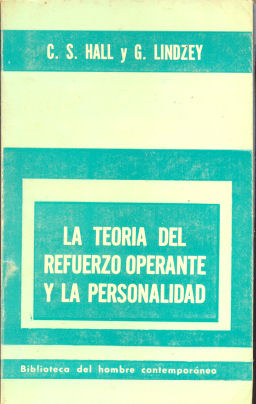 C. S. HALL y G. LINDZEY
LA TEORIA DEL
REFUERZO OPERANTE
Y LA PERSONALIDAD
Biblioteca del hombre contemporáneo